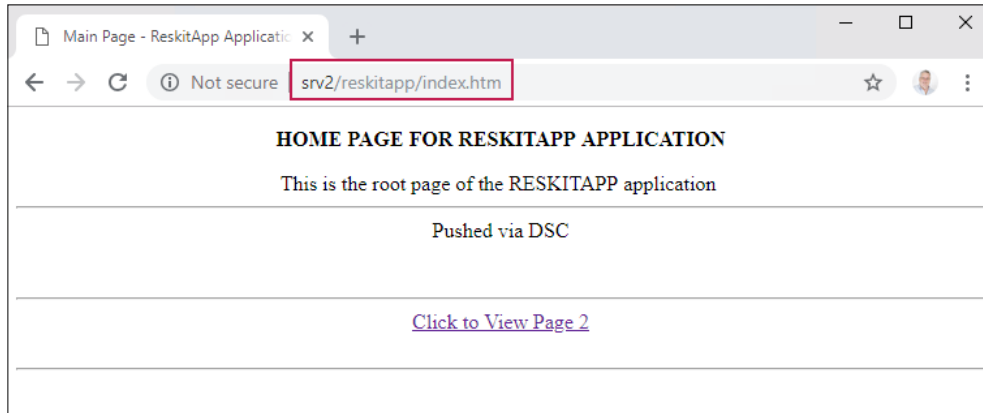 Main Page - ReskitApp Applicatio
Not secure srv2/reskitapp/index.htm
HOME PAGE FOR RESKITAPP APPLICATION
This is the root page of the RESKITAPP application
Pushed via DSC
Click to View Page 2